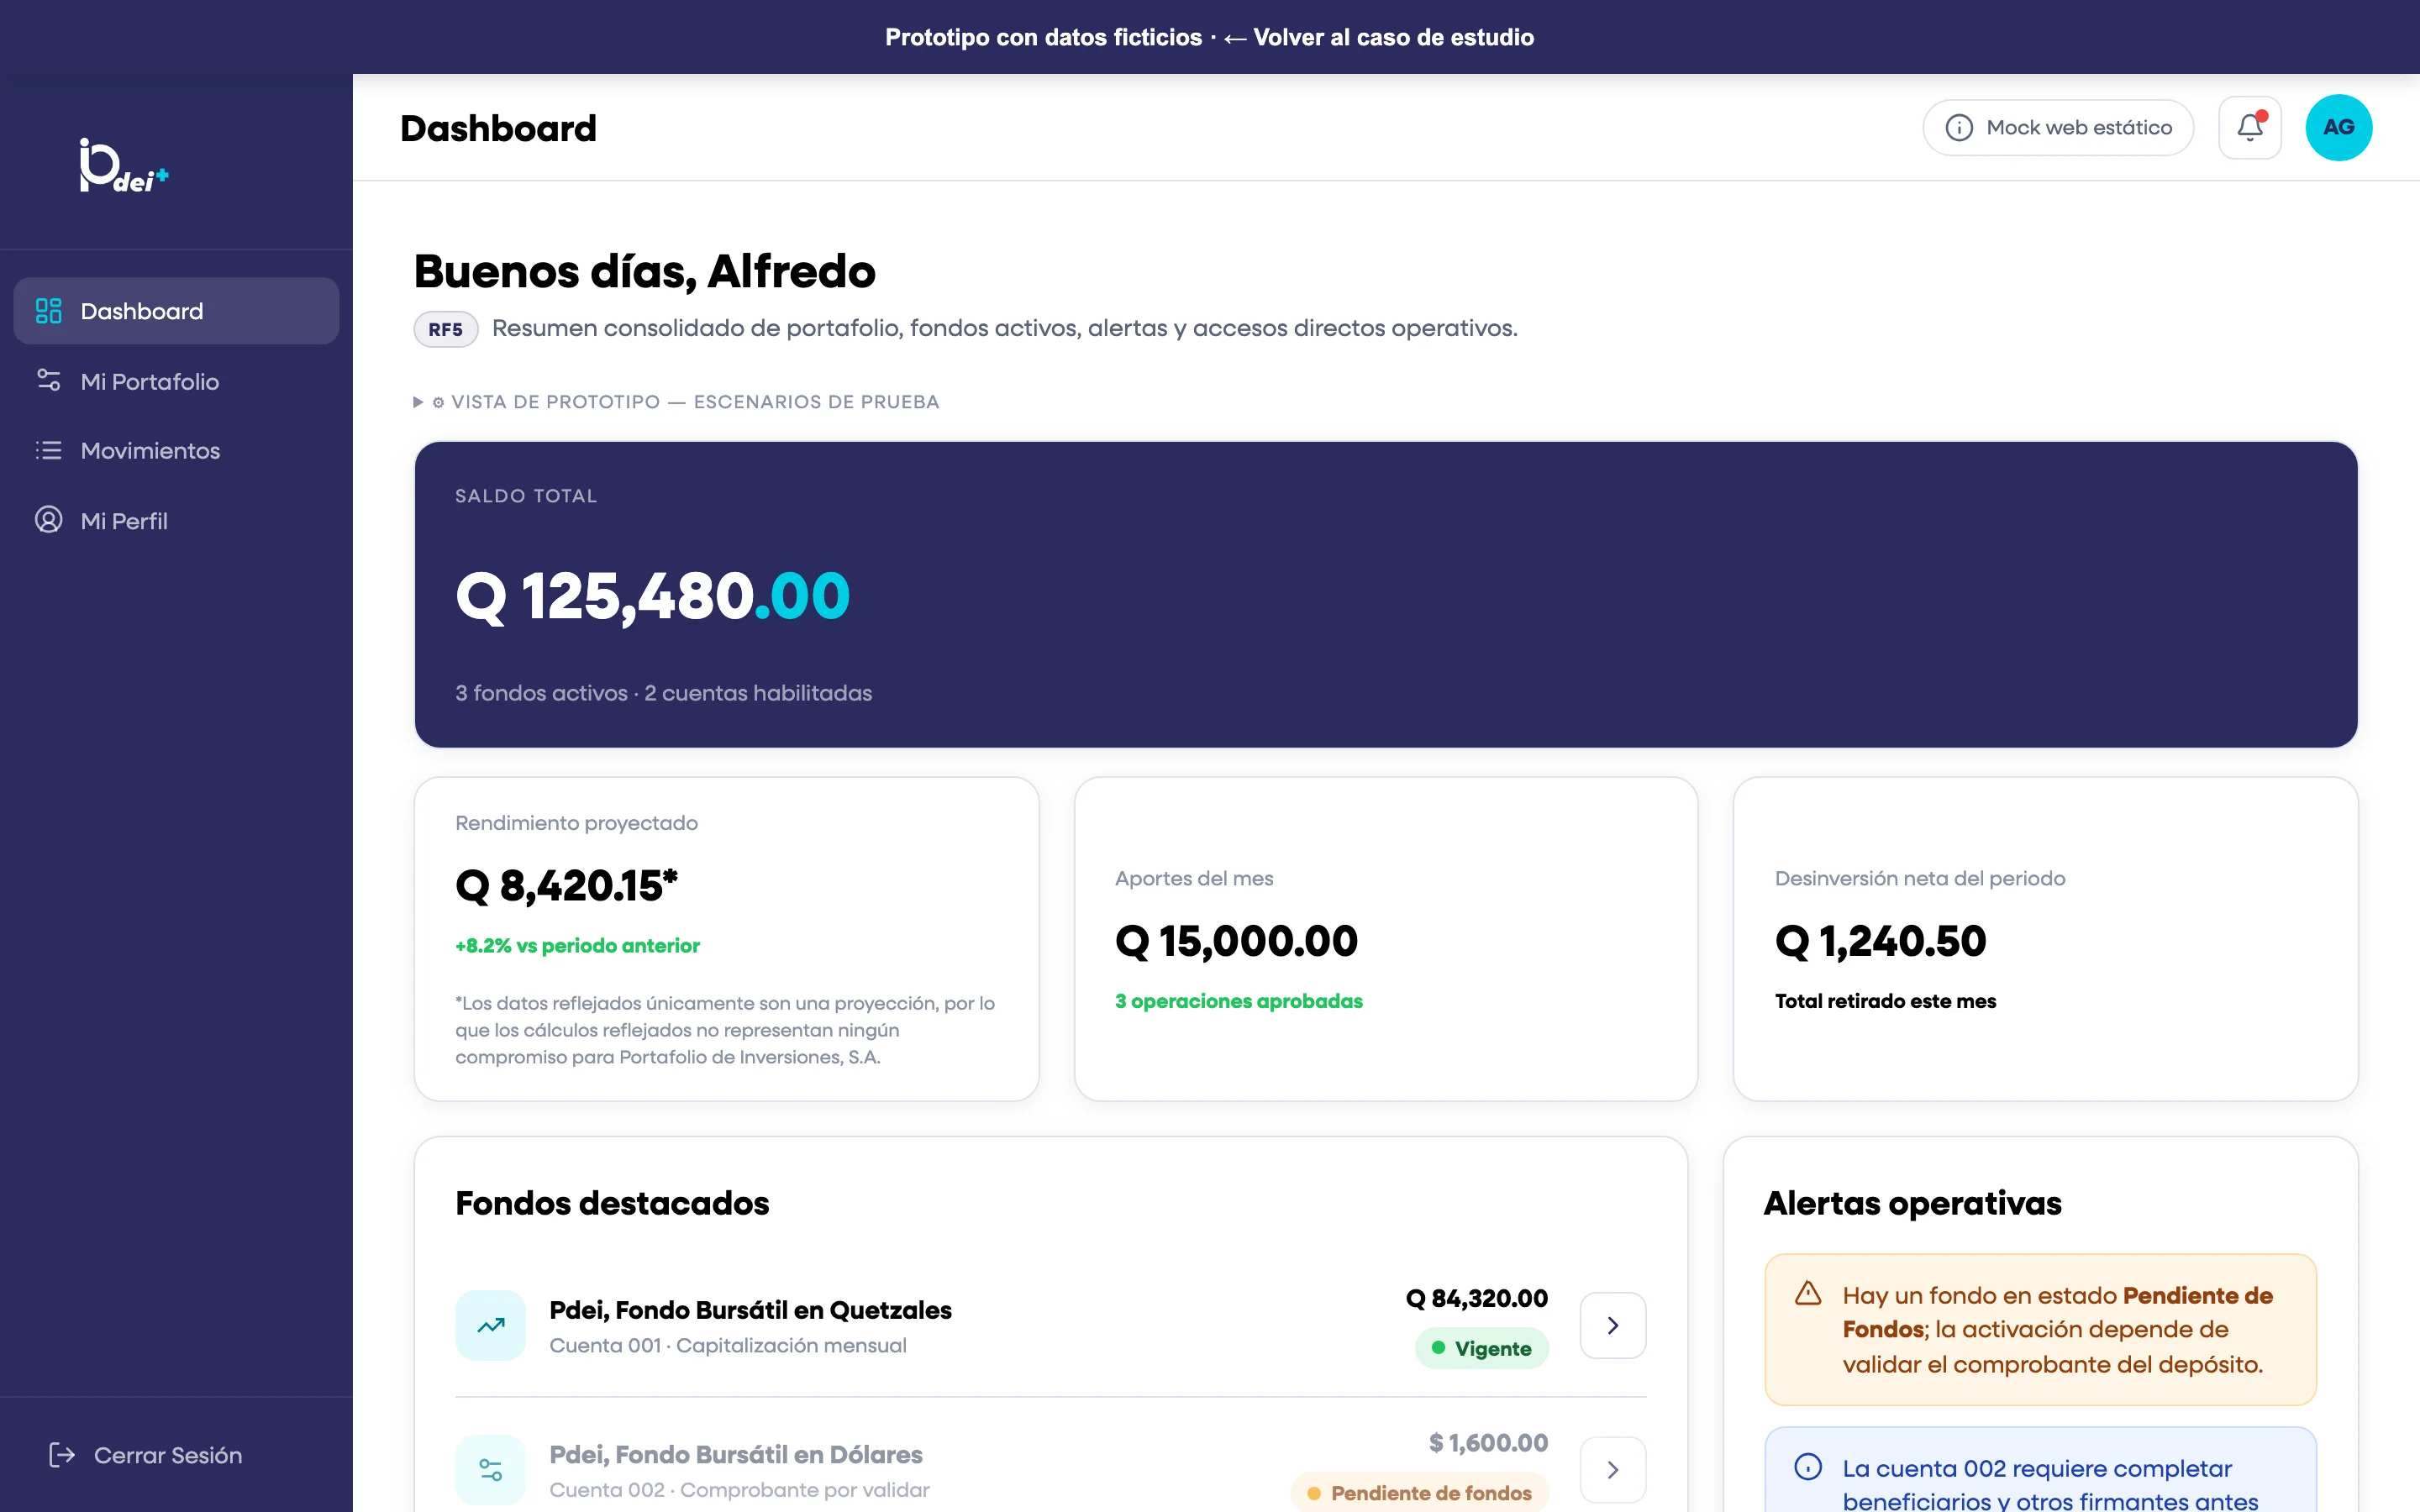 Prototipo con datos ficticios · ← Volver al caso de estudio
pdei+
Dashboard
Mi Portafolio
Movimientos
Mi Perfil
Cerrar Sesión
Dashboard
Mock web estático
AG
Buenos días, Alfredo
RF5 Resumen consolidado de portafolio, fondos activos, alertas y accesos directos operativos.
▶ ⚙ VISTA DE PROTOTIPO — ESCENARIOS DE PRUEBA
SALDO TOTAL
Q 125,480.00
3 fondos activos · 2 cuentas habilitadas
Rendimiento proyectado
Q 8,420.15*
+8.2% vs periodo anterior
*Los datos reflejados únicamente son una proyección, por lo
que los cálculos reflejados no representan ningún
compromiso para Portafolio de Inversiones, S.A.
Aportes del mes
Q 15,000.00
3 operaciones aprobadas
Desinversión neta del periodo
Q 1,240.50
Total retirado este mes
Fondos destacados
Pdei, Fondo Bursátil en Quetzales
Cuenta 001 · Capitalización mensual
Q 84,320.00
Vigente
Pdei, Fondo Bursátil en Dólares
Cuenta 002 · Comprobante por validar
$ 1,600.00
Pendiente de fondos
Alertas operativas
Hay un fondo en estado Pendiente de
Fondos; la activación depende de
validar el comprobante del depósito.
La cuenta 002 requiere completar
beneficiarios y otros firmantes antes